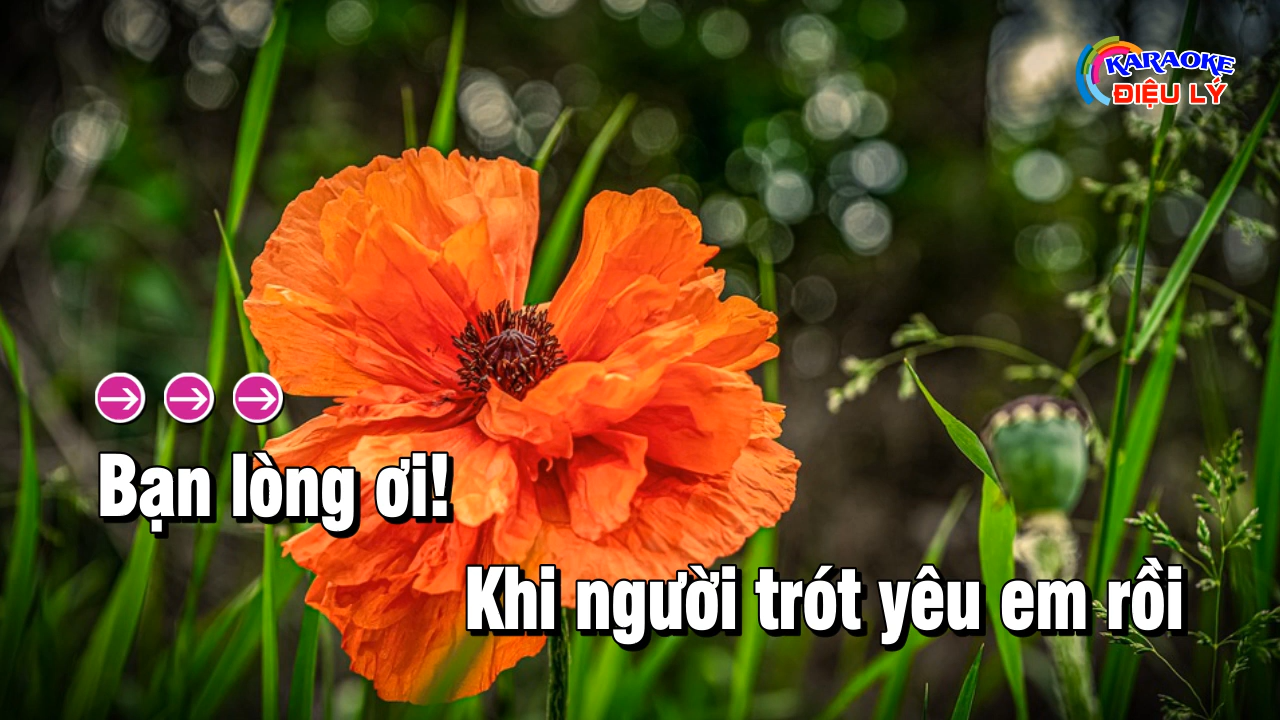 KARAOKE
ĐIỆU LÝ
Bạn lòng ơi!
Khi người trót yêu em rồi